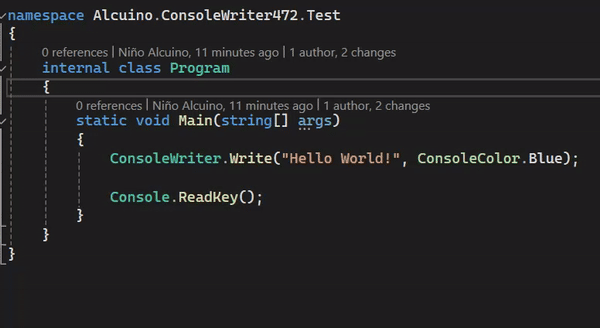 namespace Alcuino.ConsoleWriter472.Test
{
0 references | Niño Alcuino, 11 minutes ago | 1 author, 2 changes
internal class Program
{
0 references | Niño Alcuino, 11 minutes ago | 1 author, 2 changes
static void Main(string[] args)
{
ConsoleWriter.Write("Hello World!", ConsoleColor.Blue);
Console.ReadKey();
}
}
}